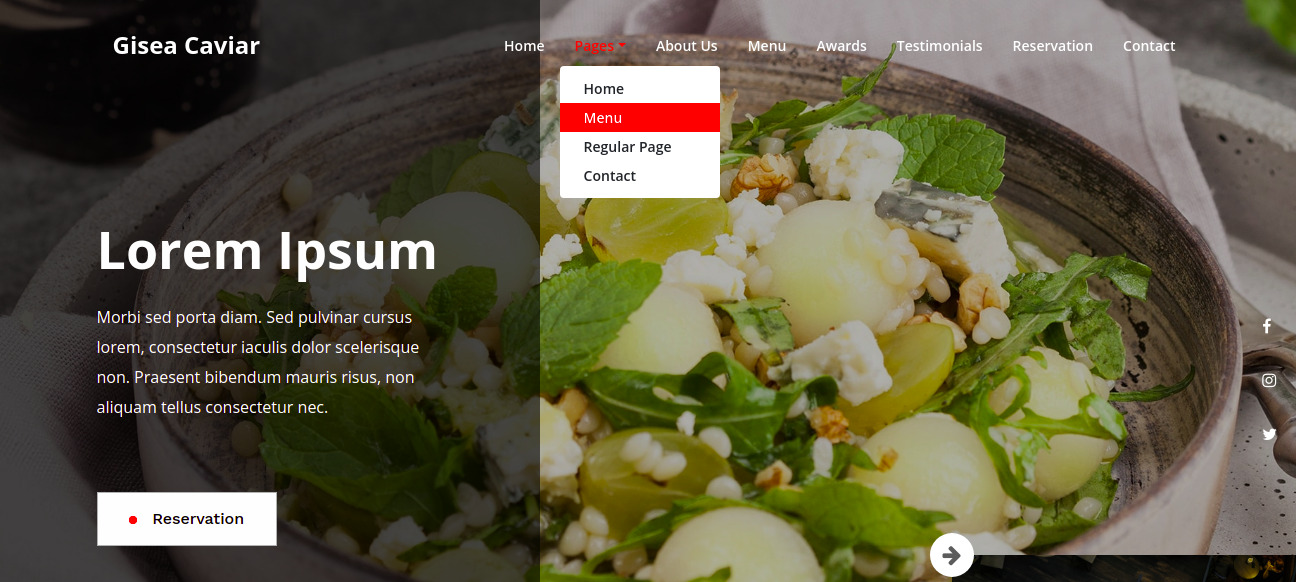 Gisea Caviar
Home Pages About Us Menu Awards Testimonials Reservation Contact
Home
Menu
Regular Page
Contact
Lorem Ipsum
Morbi sed porta diam. Sed pulvinar cursus
lorem, consectetur iaculis dolor scelerisque
non. Praesent bibendum mauris risus, non
aliquam tellus consectetur nec.
Reservation